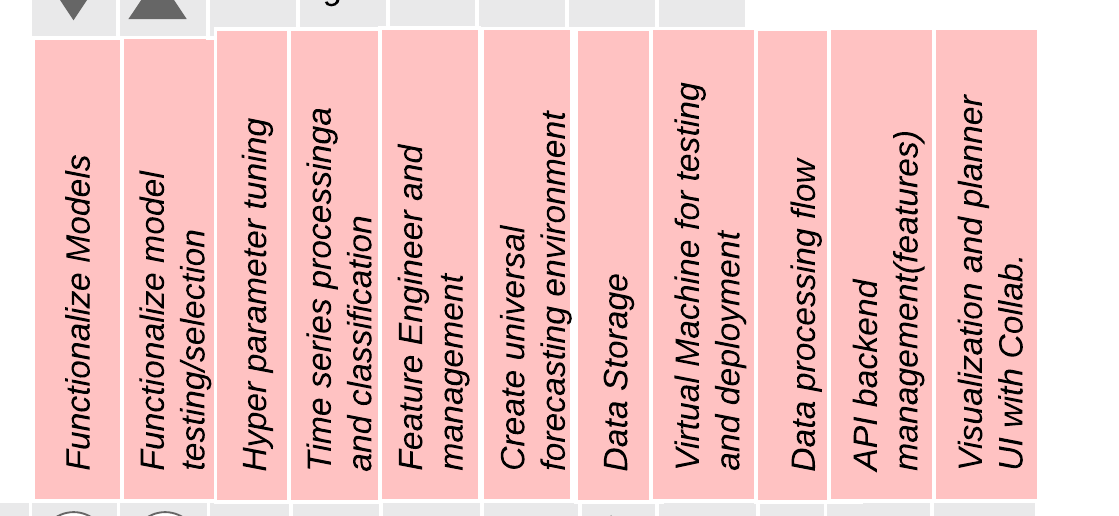 Functionalize Models
Functionalize model
testing/selection
Hyper parameter tuning
Time series processinga
and classification
Feature Engineer and
management
Create universal
forecasting environment
Data Storage
Virtual Machine for testing
and deployment
Data processing flow
API backend
management(features)
Visualization and planner
UI with Collab.